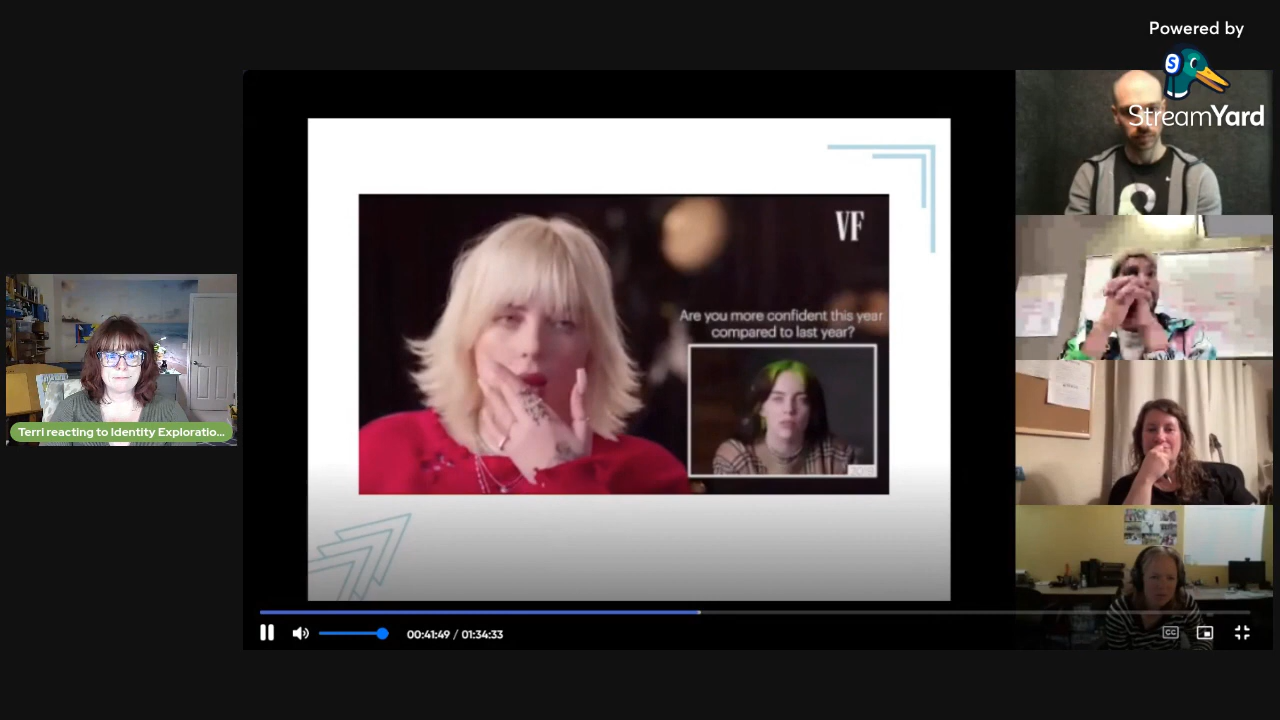 Powered by
S
StreamYard
VF
Are you more confident this year
compared to last year?
Terri reacting to Identity Exploratio...
00:41:49 / 01:34:33
CC